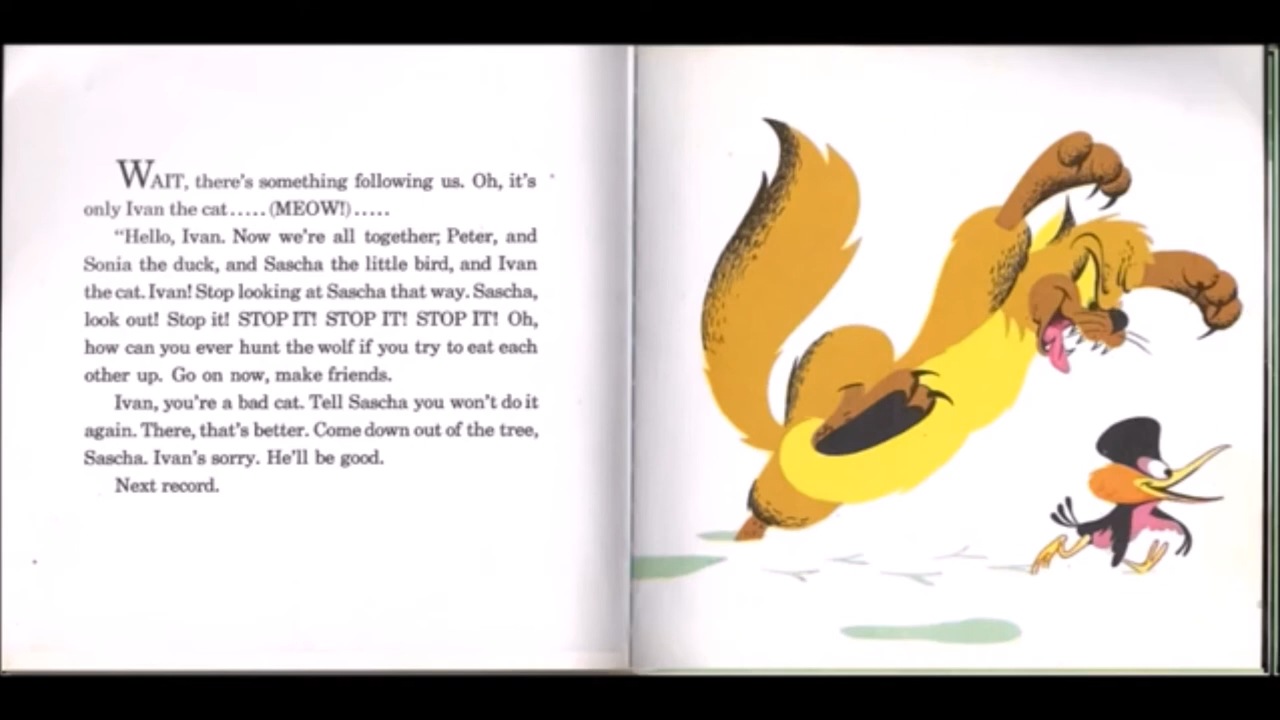 WAIT, there's something following us. Oh, it's
only Ivan the cat..... (MEOW!).....
"Hello, Ivan. Now we're all together; Peter, and
Sonia the duck, and Sascha the little bird, and Ivan
the cat. Ivan! Stop looking at Sascha that way. Sascha,
look out! Stop it! STOP IT! STOP IT! STOP IT! Oh,
how can you ever hunt the wolf if you try to eat each
other up. Go on now, make friends.
Ivan, you're a bad cat. Tell Sascha you won't do it
again. There, that's better. Come down out of the tree,
Sascha. Ivan's sorry. He'll be good.
Next record.